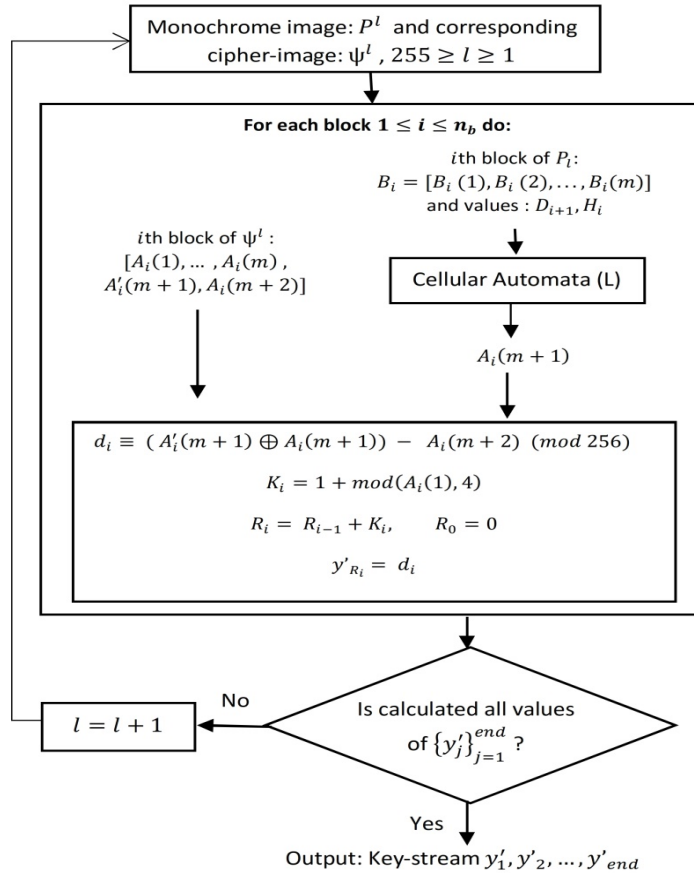 Monochrome image: Pˡ and corresponding
cipher-image: ψˡ , 255 ≥ l ≥ 1
For each block 1 ≤ i ≤ n_b do:
ith block of P_l:
B_i = [B_i (1), B_i (2), . . . , B_i(m)]
and values : D_{i+1}, H_i
ith block of ψˡ :
[A_i(1), … , A_i(m) ,
A'_i(m + 1), A_i(m + 2)]
Cellular Automata (L)
A_i(m + 1)
d_i ≡ ( A'_i(m + 1) ⊕ A_i(m + 1)) − A_i(m + 2) (mod 256)
K_i = 1 + mod(A_i(1), 4)
R_i = R_{i−1} + K_i, R_0 = 0
y'_{R_i} = d_i
Is calculated all values
of {y'_j}_{j=1}^{end} ?
No
l = l + 1
Yes
Output: Key-stream y'_1, y'_2, … , y'_{end}